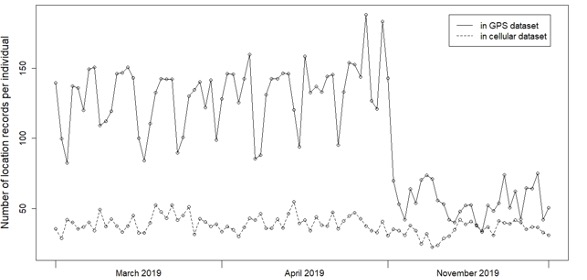 in GPS dataset
in cellular dataset
Number of location records per individual
150
100
50
March 2019
April 2019
November 2019